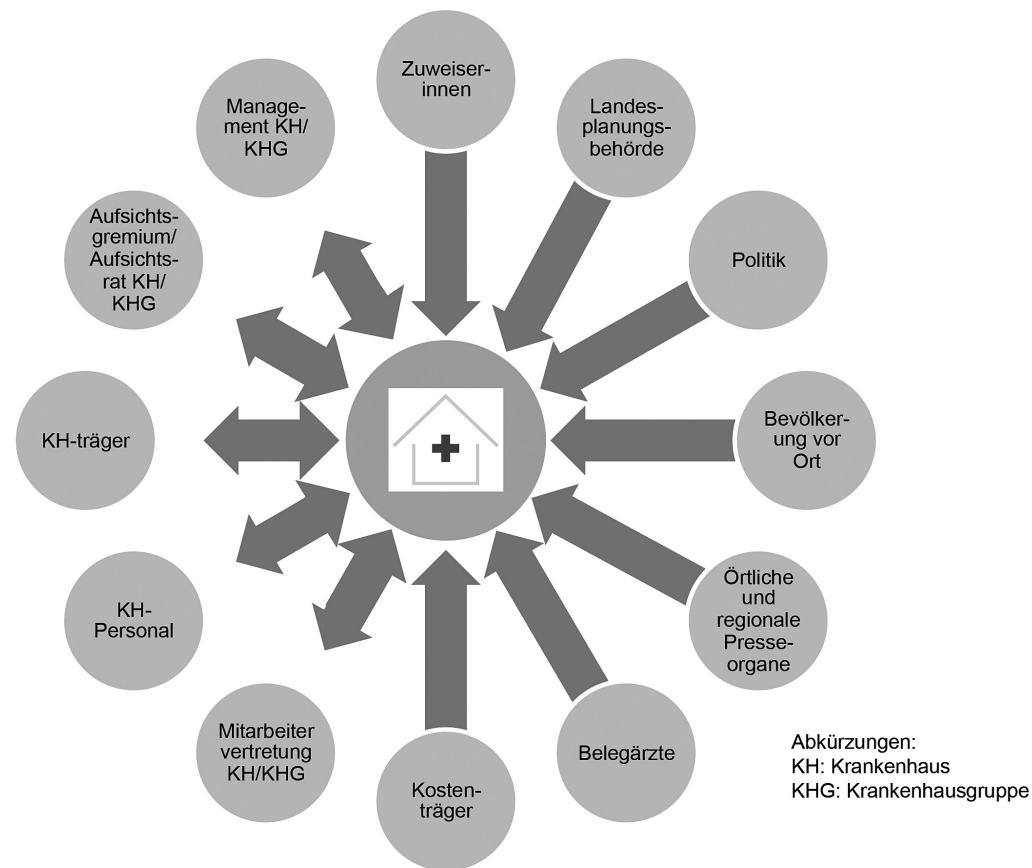 Zuweiser-
innen
Landes-
planungs-
behörde
Politik
Bevölker-
ung vor
Ort
Örtliche
und
regionale
Presse-
organe
Belegärzte
Kosten-
träger
Mitarbeiter
vertretung
KH/KHG
KH-
Personal
KH-träger
Aufsichts-
gremium/
Aufsichts-
rat KH/
KHG
Manage-
ment KH/
KHG
Abkürzungen:
KH: Krankenhaus
KHG: Krankenhausgruppe